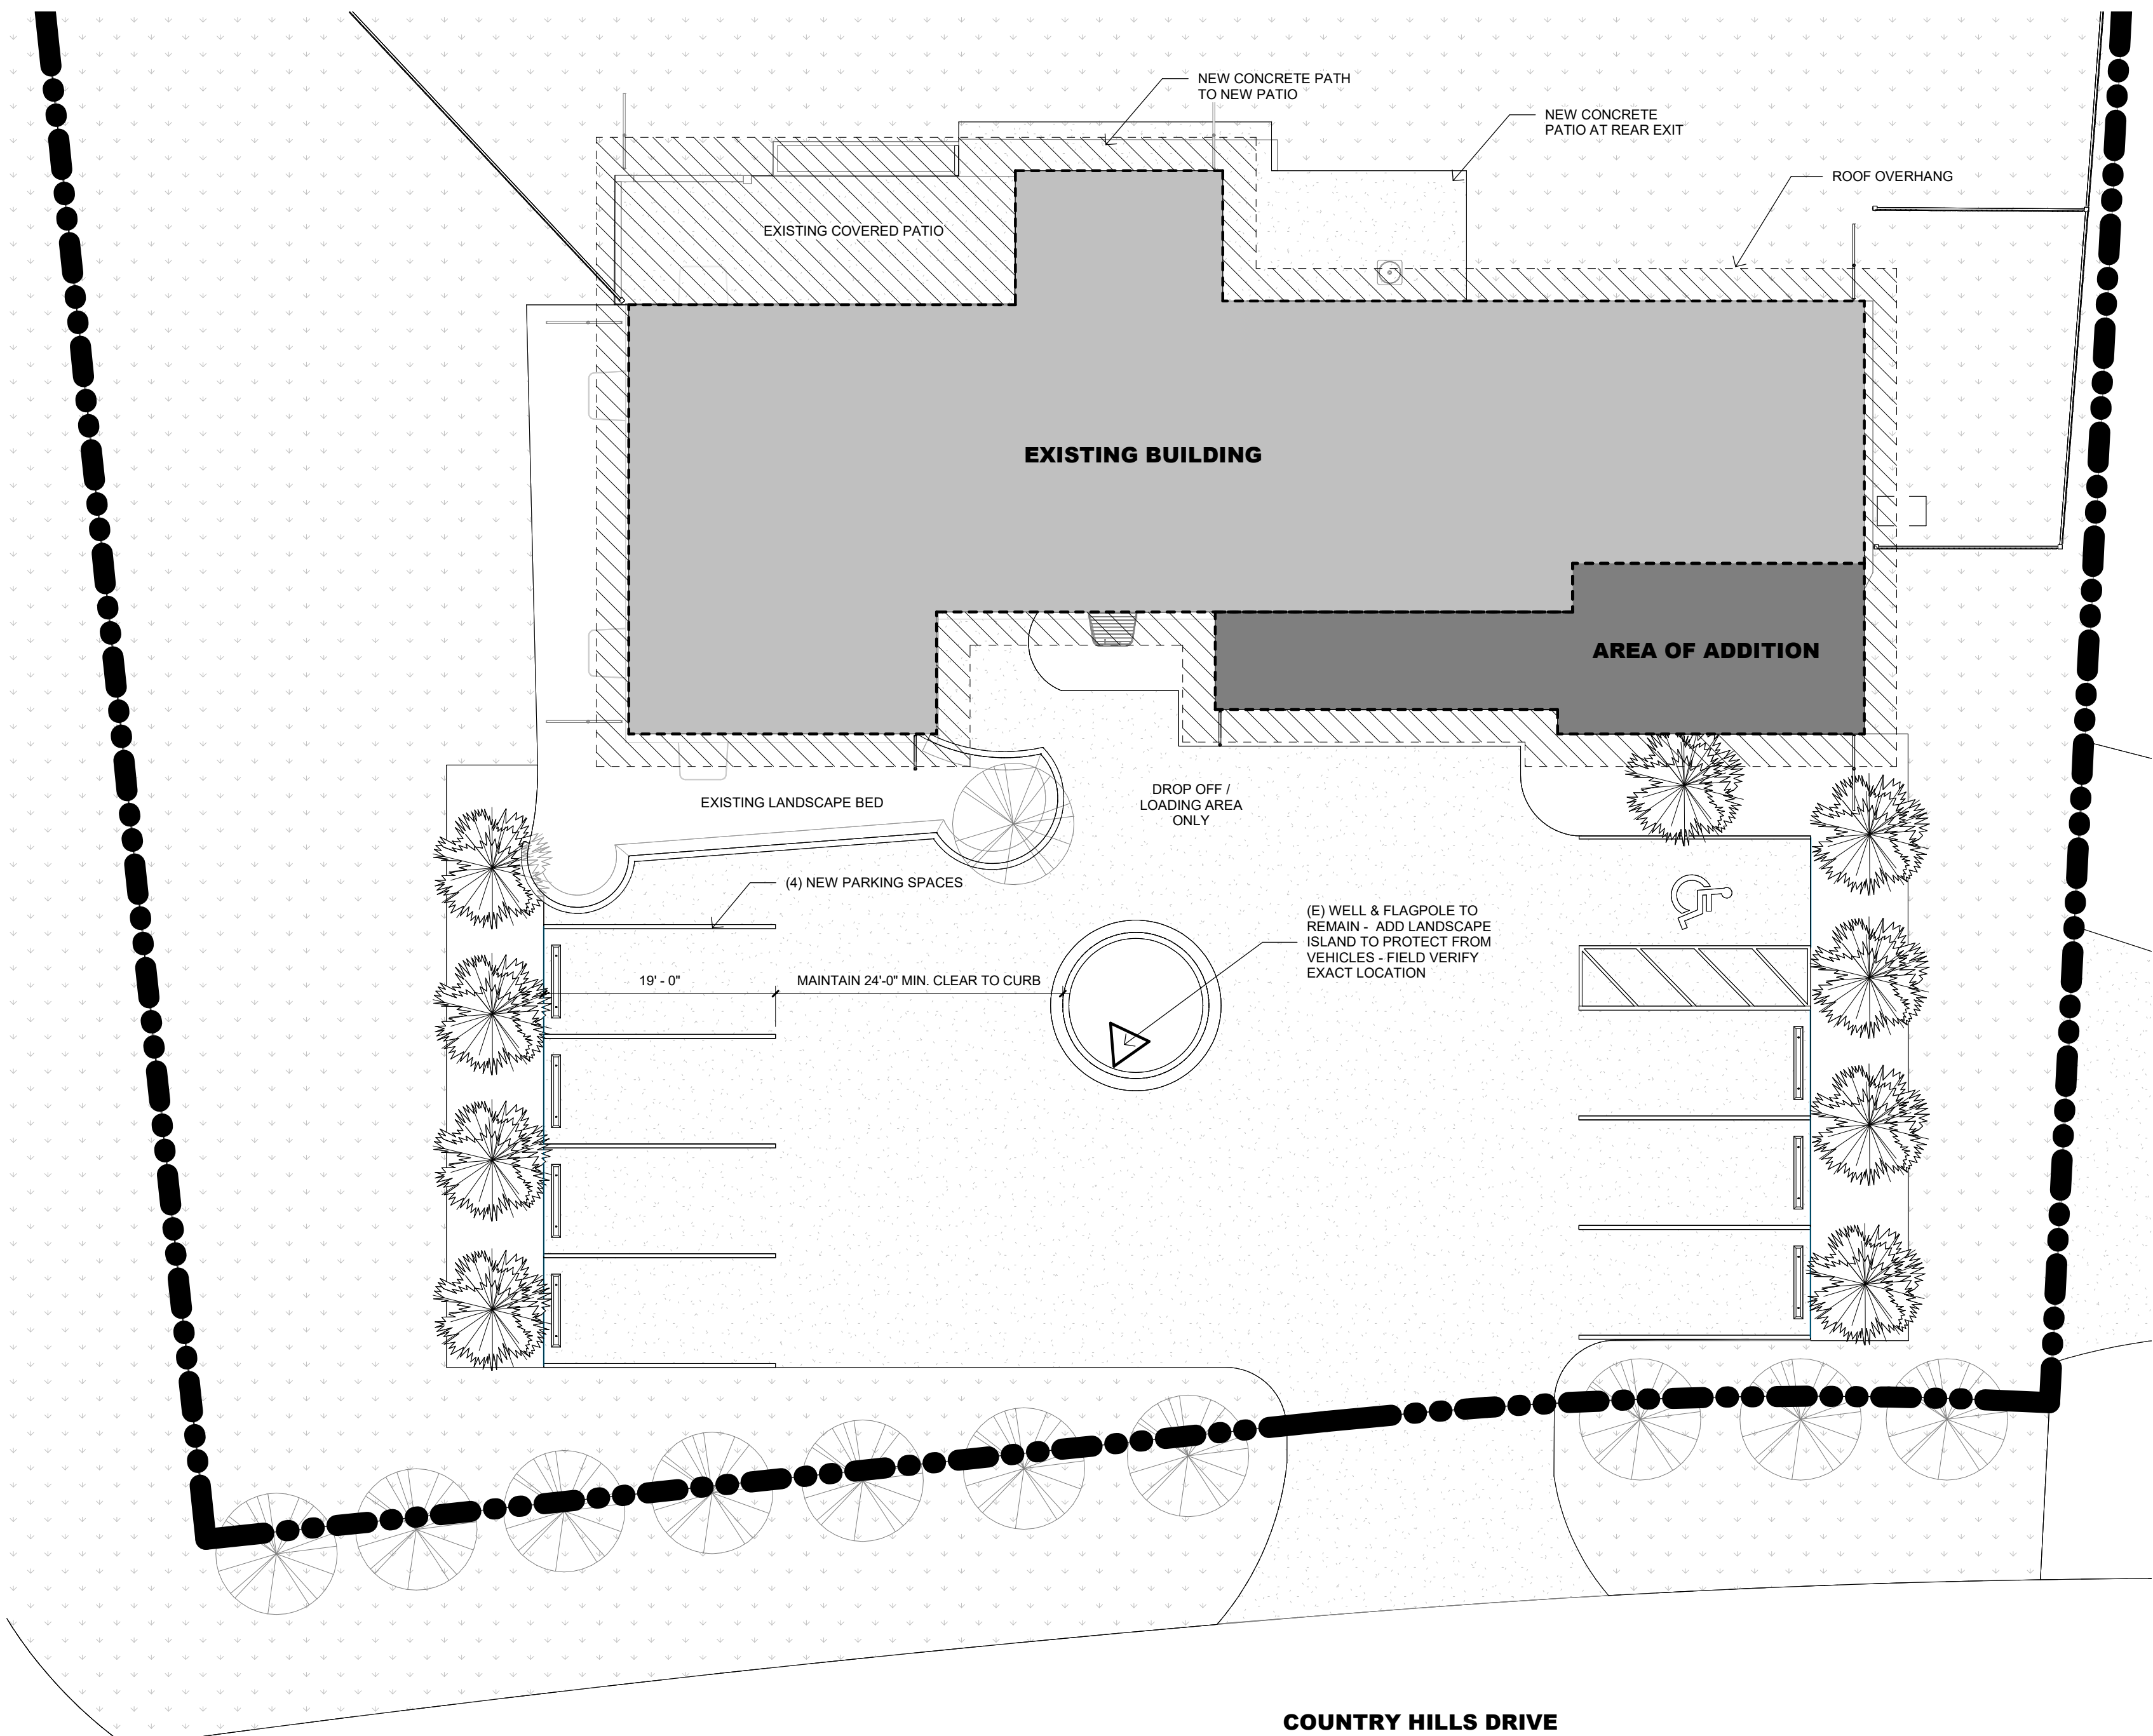 NEW CONCRETE PATH
TO NEW PATIO
NEW CONCRETE
PATIO AT REAR EXIT
ROOF OVERHANG
EXISTING COVERED PATIO
EXISTING BUILDING
AREA OF ADDITION
EXISTING LANDSCAPE BED
DROP OFF /
LOADING AREA
ONLY
(4) NEW PARKING SPACES
(E) WELL & FLAGPOLE TO
REMAIN - ADD LANDSCAPE
ISLAND TO PROTECT FROM
VEHICLES - FIELD VERIFY
EXACT LOCATION
19' - 0"
MAINTAIN 24'-0" MIN. CLEAR TO CURB
COUNTRY HILLS DRIVE